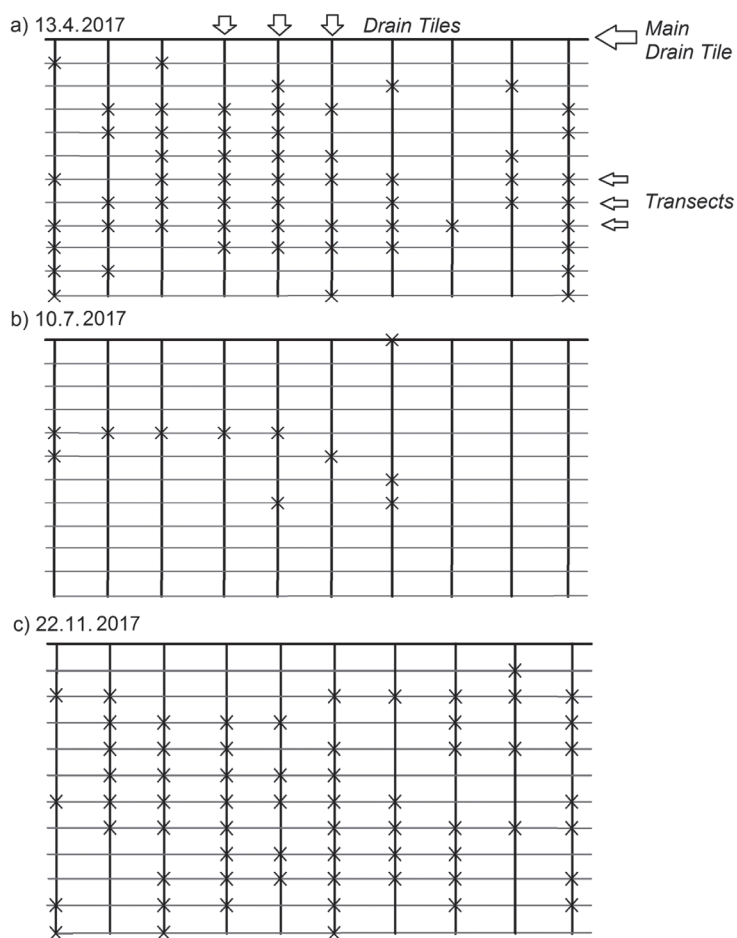 a) 13.4.2017
Drain Tiles
Main
Drain Tile
Transects
b) 10.7.2017
c) 22.11.2017